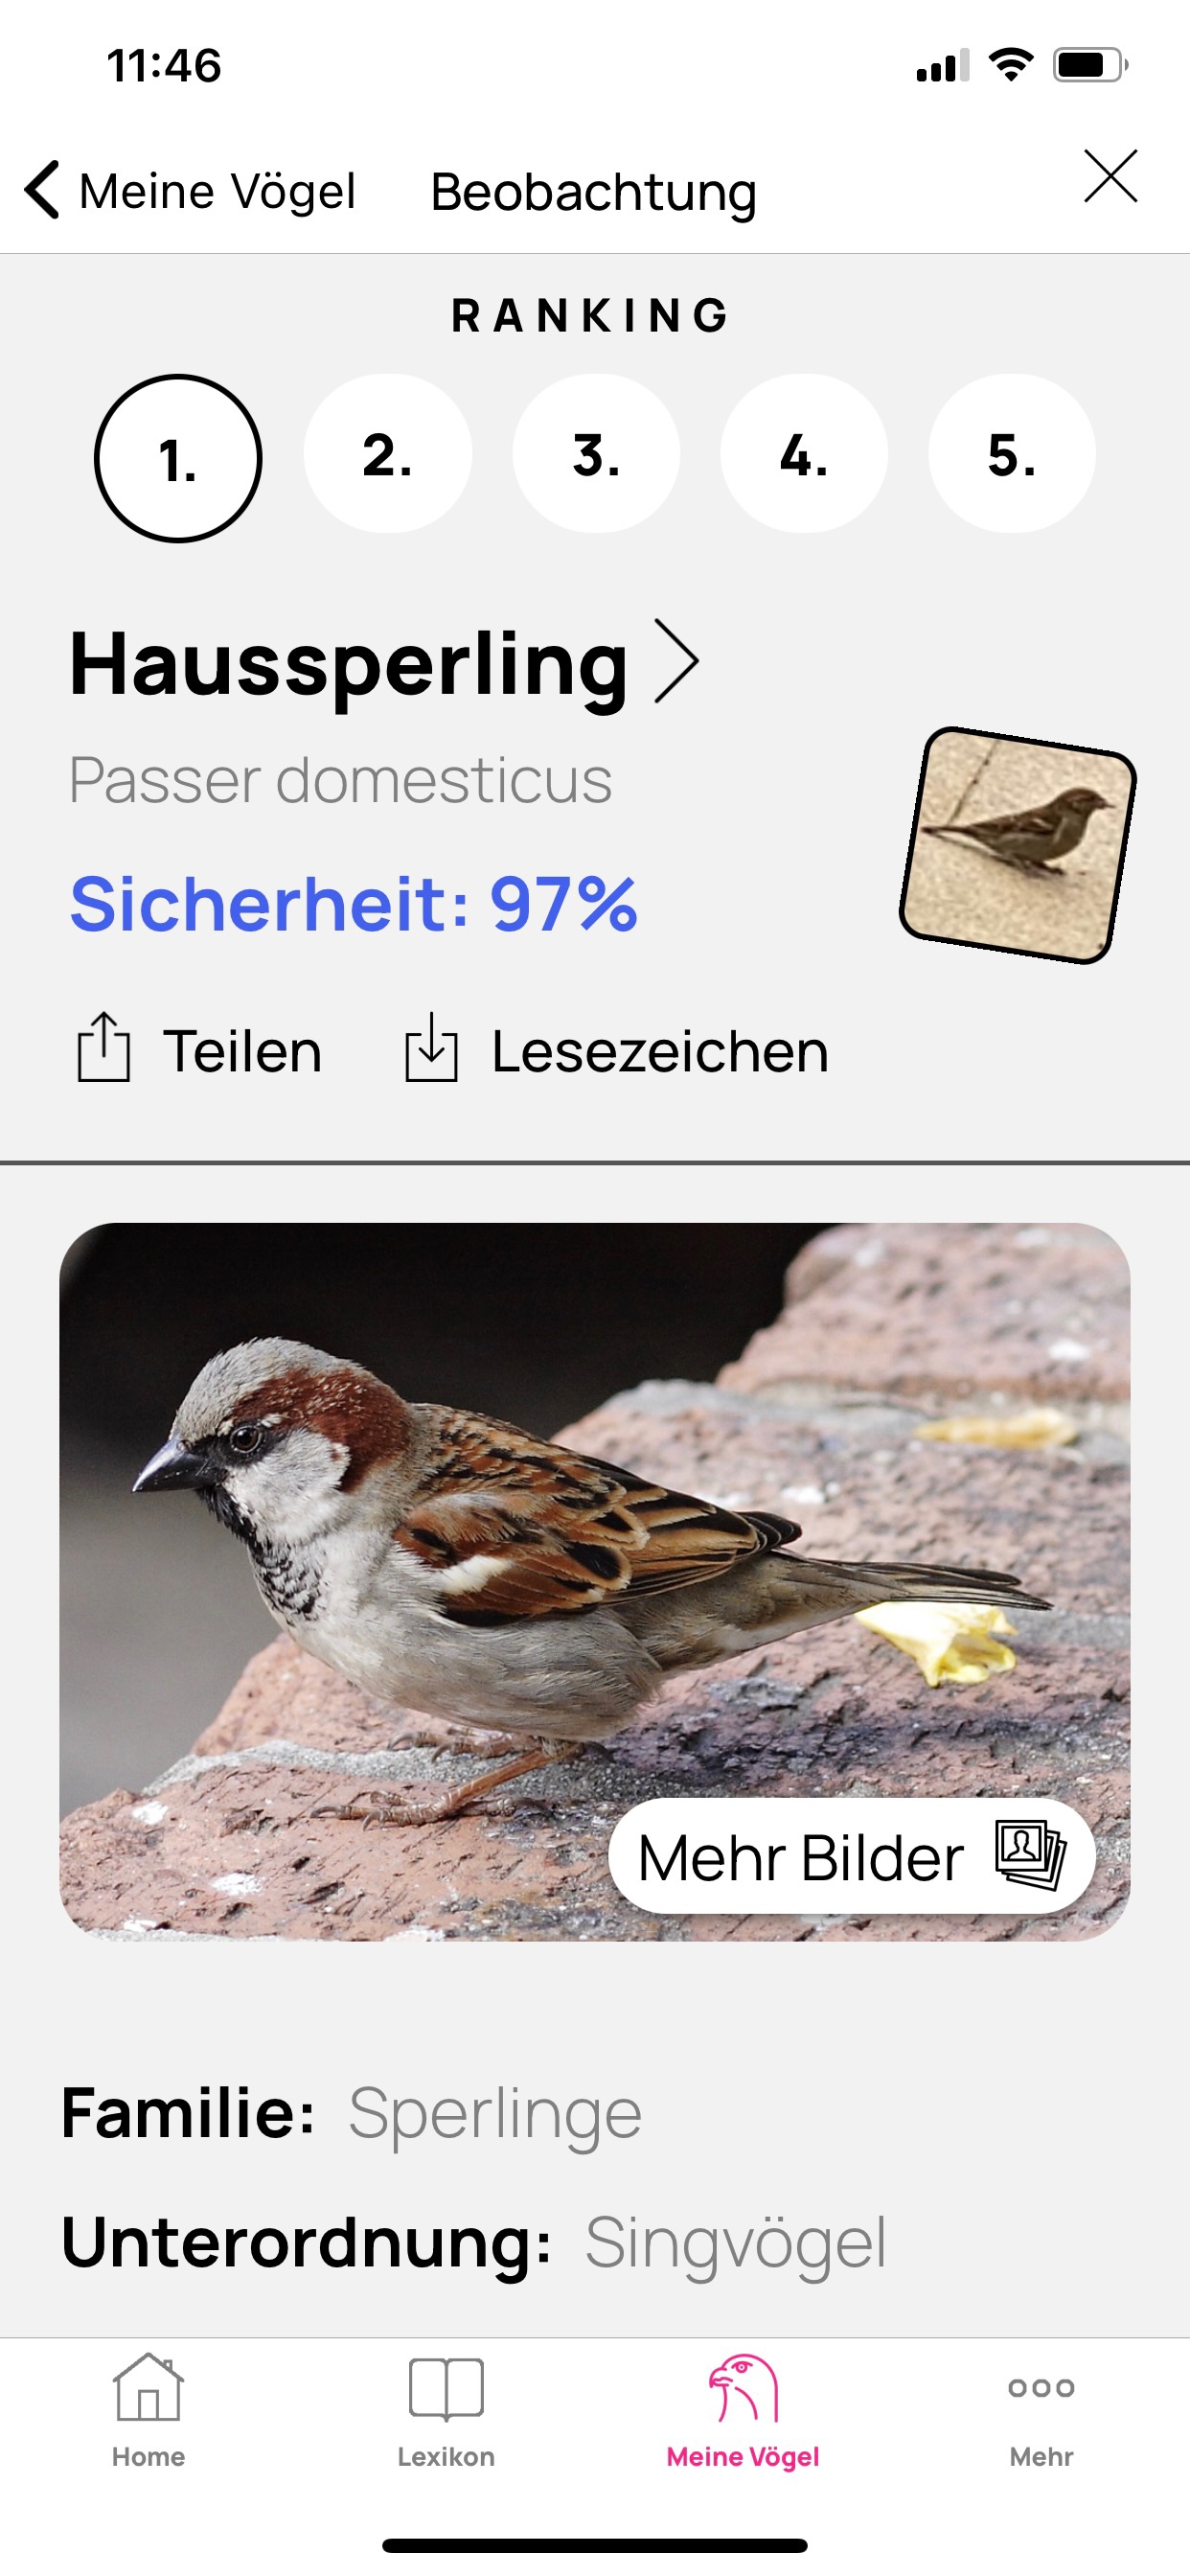 11:46
Meine Vögel Beobachtung
RANKING
1. 2. 3. 4. 5.
Haussperling
Passer domesticus
Sicherheit: 97%
Teilen Lesezeichen
Mehr Bilder
Familie: Sperlinge
Unterordnung: Singvögel
Home Lexikon Meine Vögel Mehr